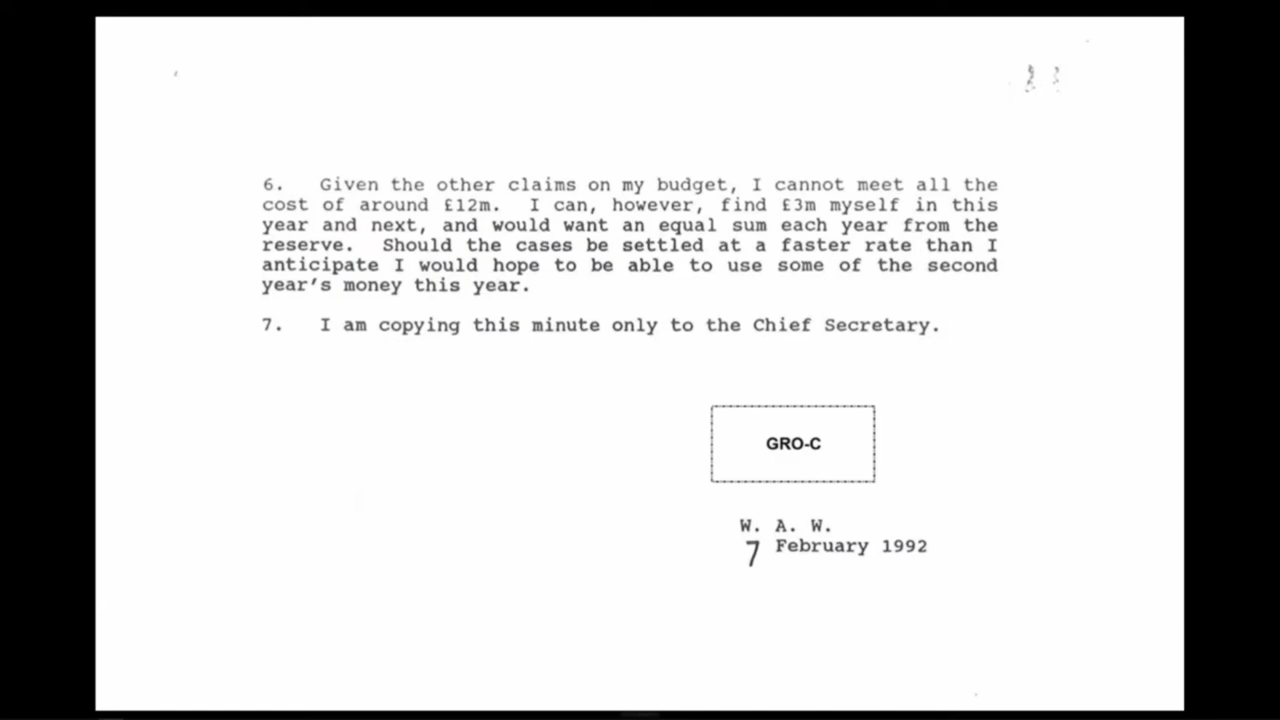 6. Given the other claims on my budget, I cannot meet all the
cost of around £12m. I can, however, find £3m myself in this
year and next, and would want an equal sum each year from the
reserve. Should the cases be settled at a faster rate than I
anticipate I would hope to be able to use some of the second
year's money this year.
7. I am copying this minute only to the Chief Secretary.
GRO-C
W. A. W.
7 February 1992